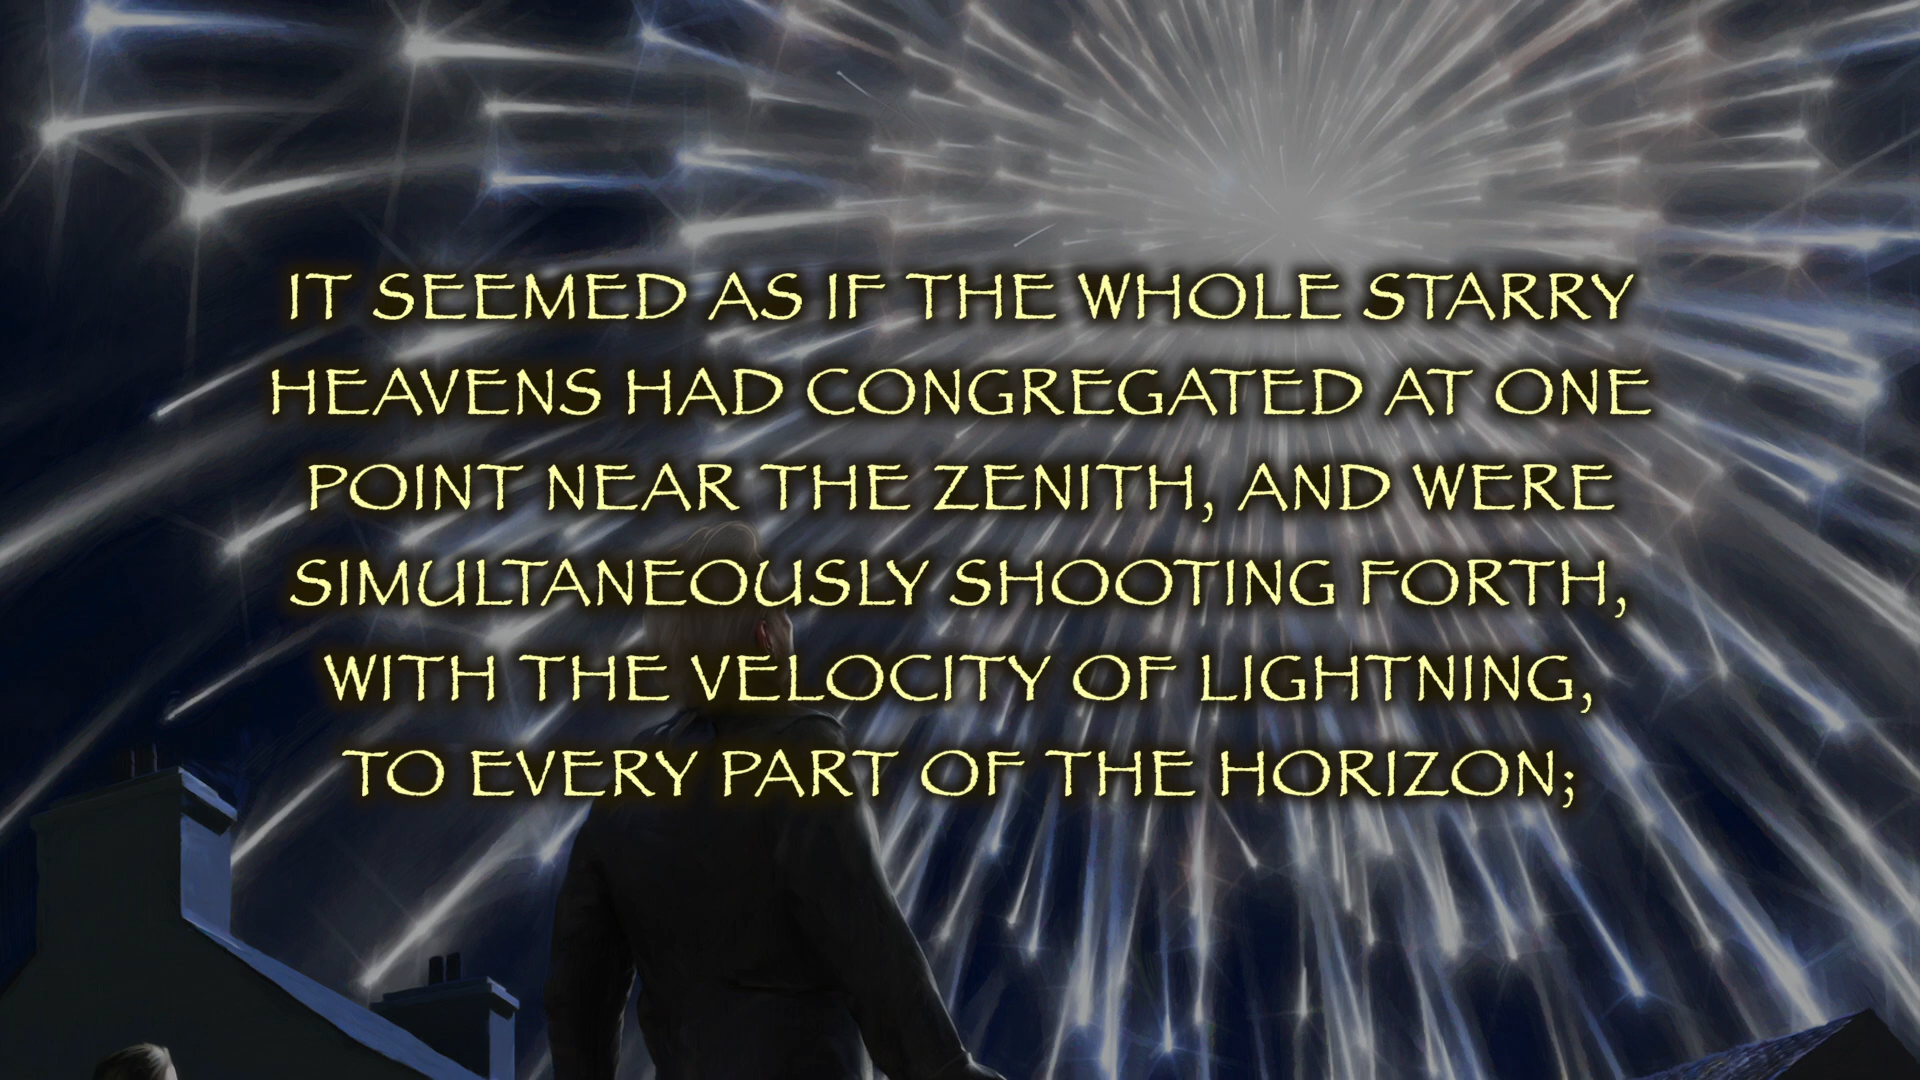 IT SEEMED AS IF THE WHOLE STARRY
HEAVENS HAD CONGREGATED AT ONE
POINT NEAR THE ZENITH, AND WERE
SIMULTANEOUSLY SHOOTING FORTH,
WITH THE VELOCITY OF LIGHTNING,
TO EVERY PART OF THE HORIZON;